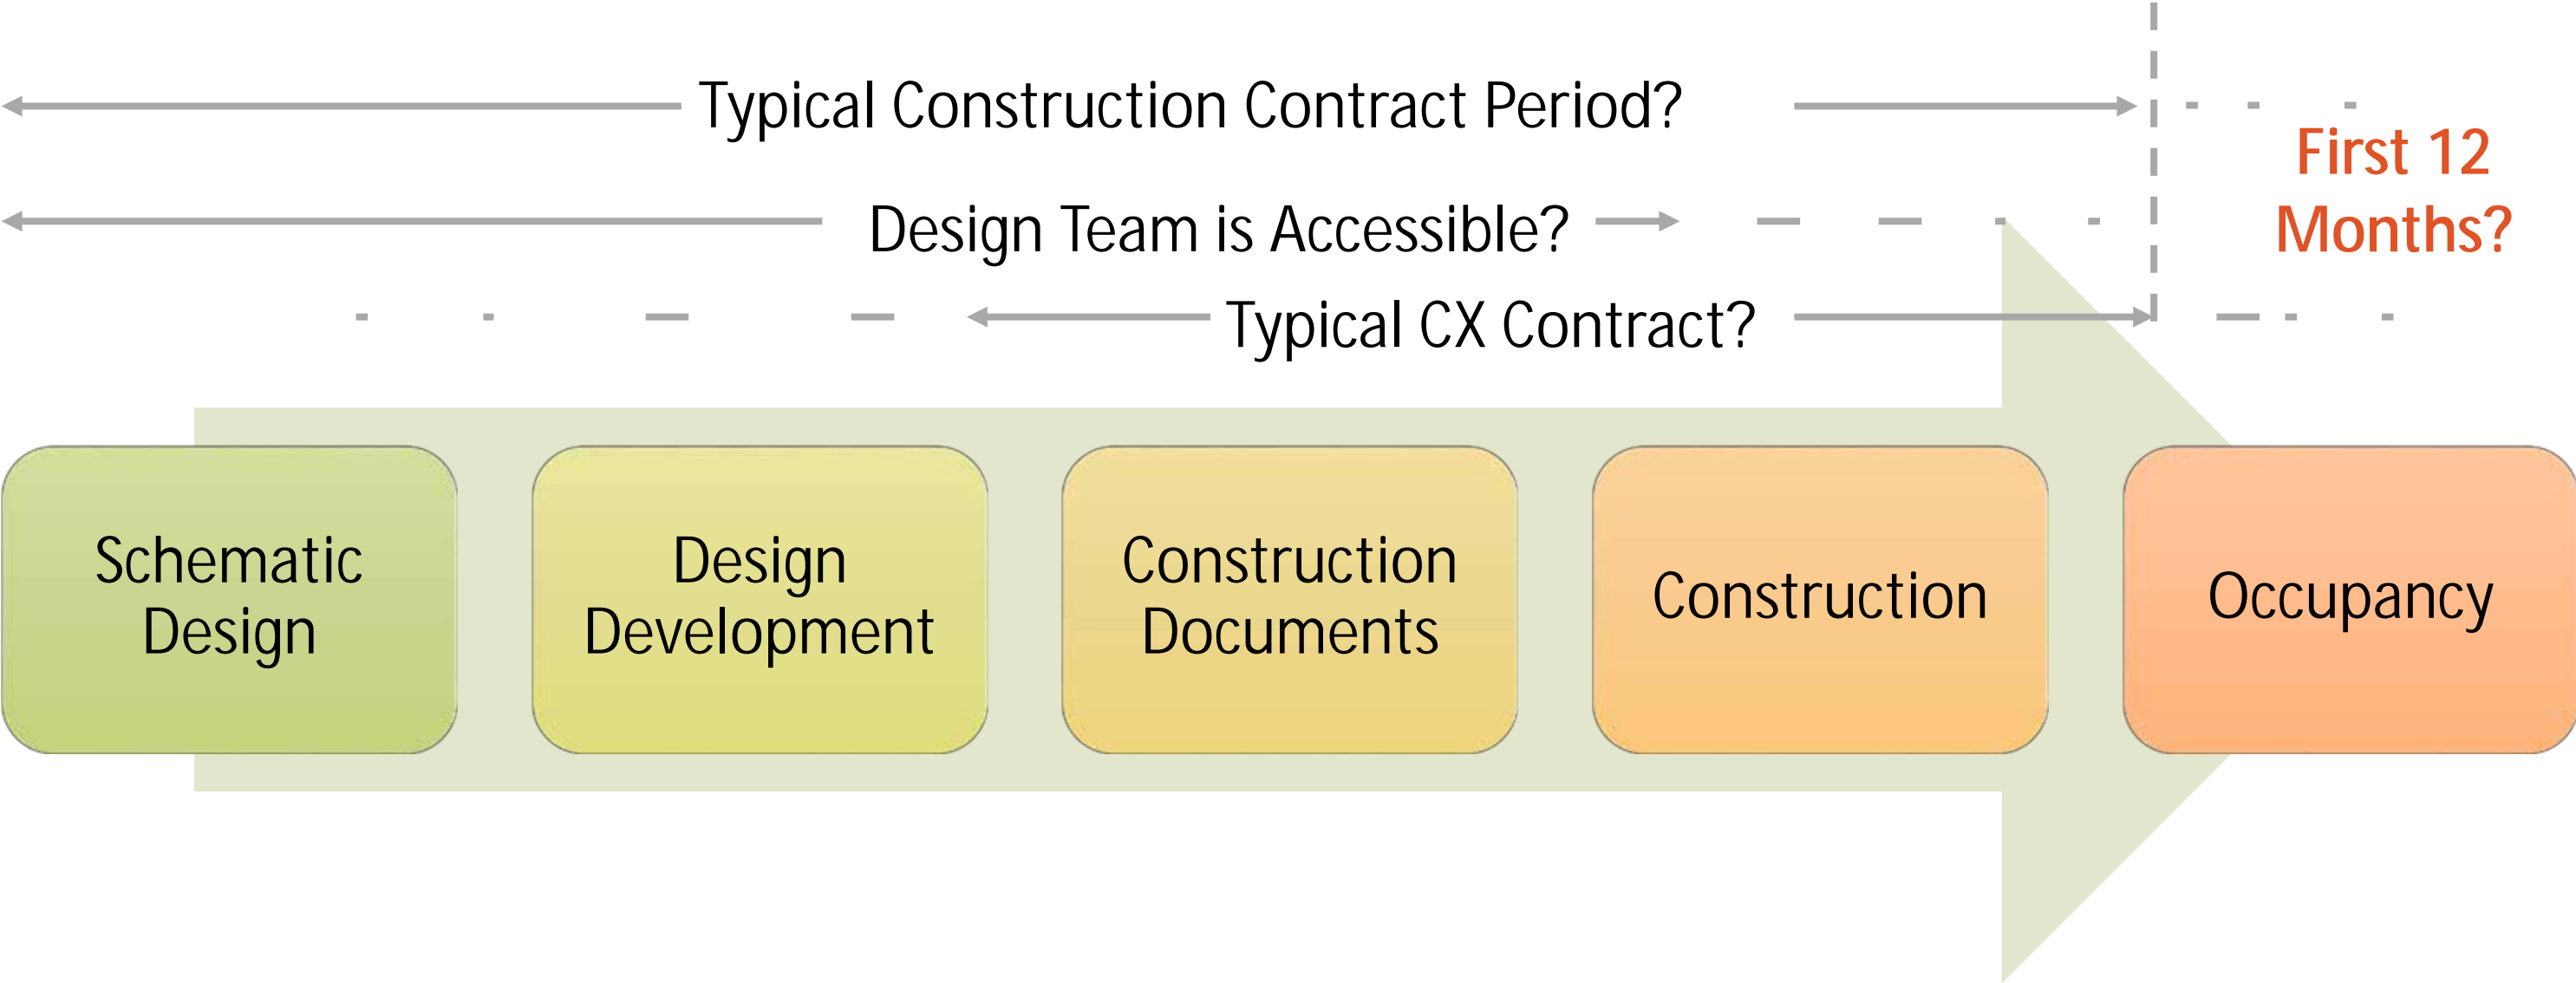 Typical Construction Contract Period?
First 12
Months?
Design Team is Accessible?
Typical CX Contract?
Schematic
Design
Design
Development
Construction
Documents
Construction
Occupancy